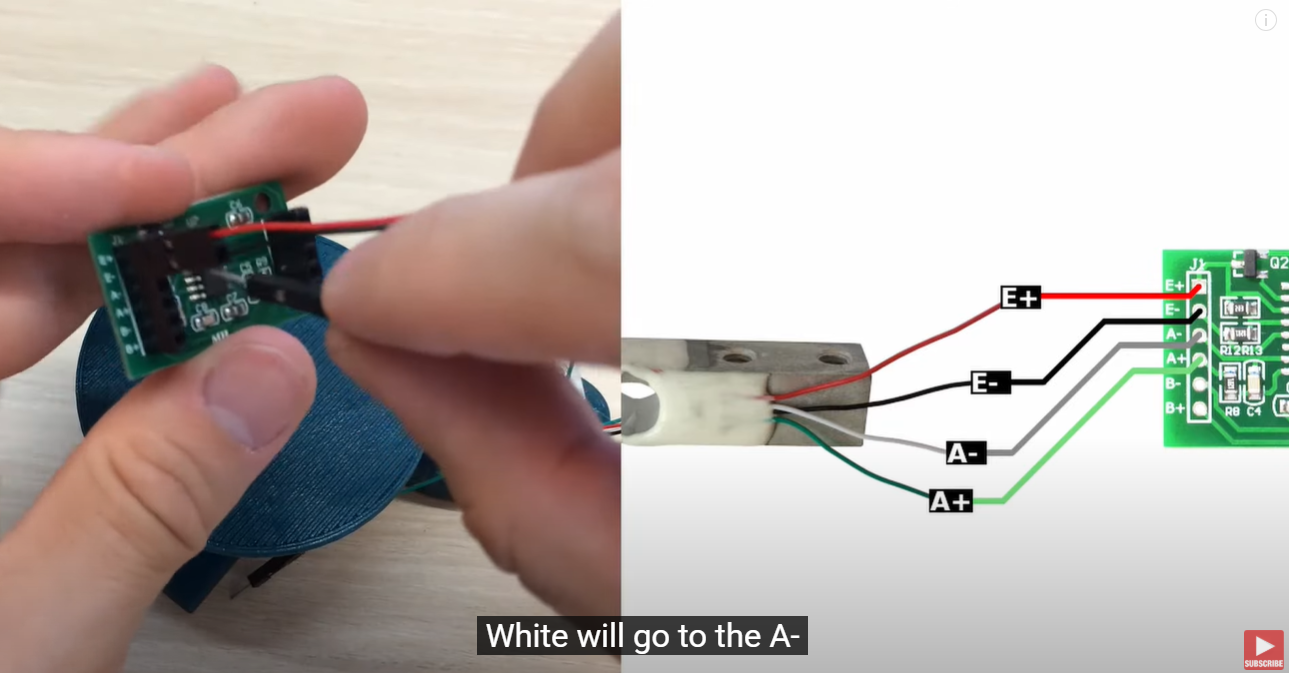 J1
Q2
E+
E-
A-
A+
B-
B+
R12R13
R8 C4
E+
E-
A-
A+
White will go to the A-
SUBSCRIBE